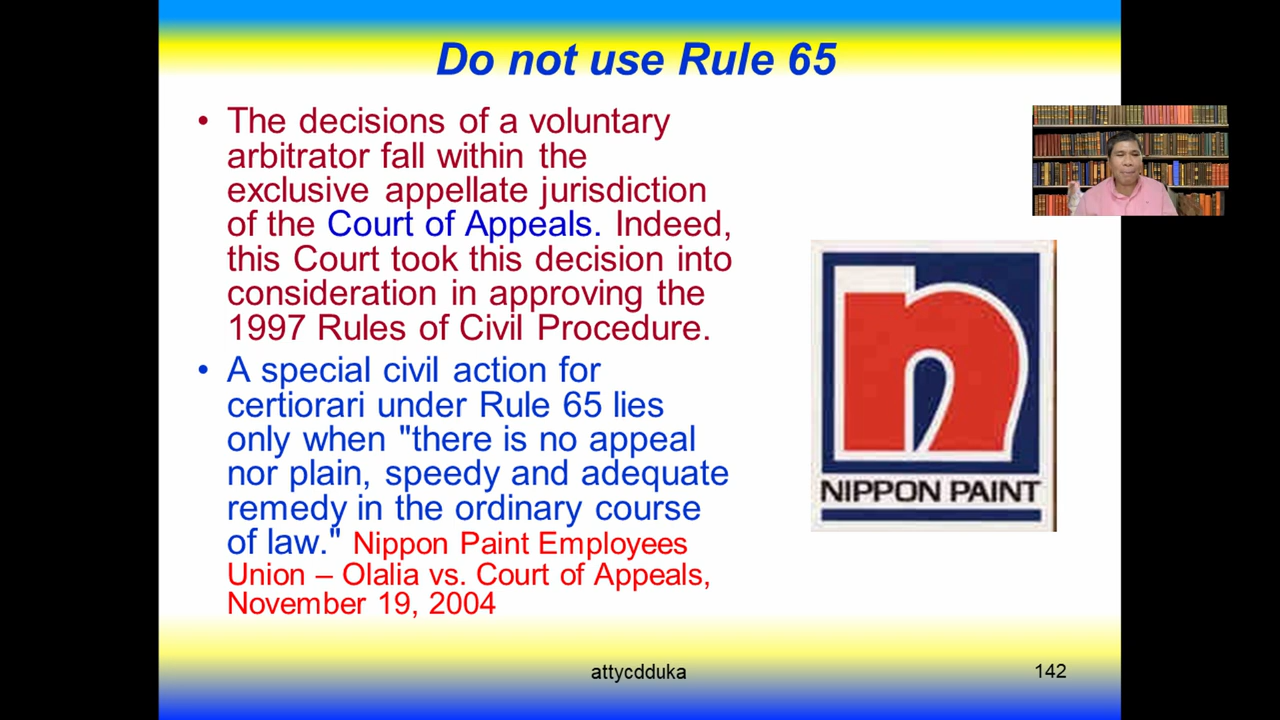 Do not use Rule 65
• The decisions of a voluntary
arbitrator fall within the
exclusive appellate jurisdiction
of the Court of Appeals. Indeed,
this Court took this decision into
consideration in approving the
1997 Rules of Civil Procedure.
• A special civil action for
certiorari under Rule 65 lies
only when "there is no appeal
nor plain, speedy and adequate
remedy in the ordinary course
of law." Nippon Paint Employees
Union – Olalia vs. Court of Appeals,
November 19, 2004
n
NIPPON PAINT
attycdduka
142